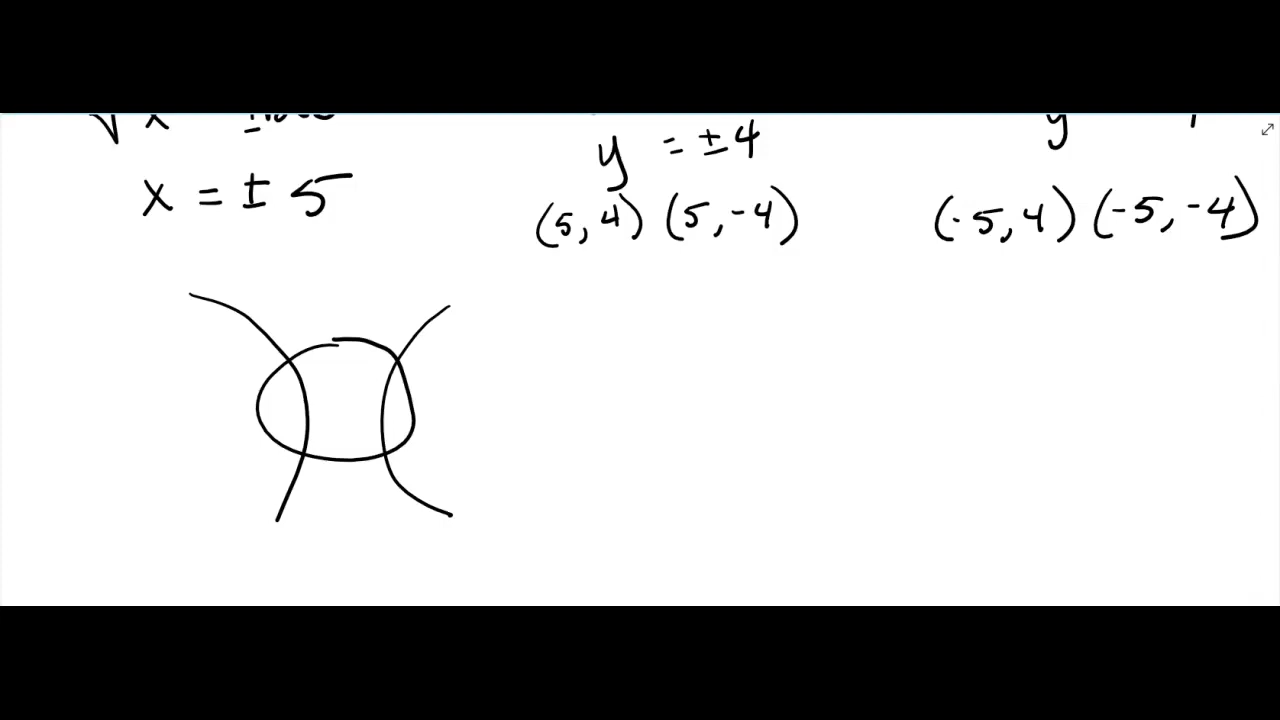 y = ±4
x = ± 5
(5, 4) (5, -4) (-5, 4) (-5, -4)